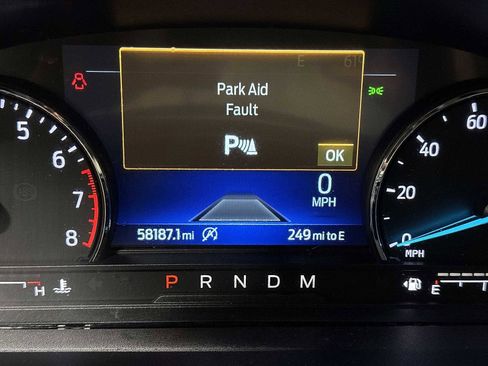 E
Park Aid
Fault
P
OK
60
40
20
0
MPH
5
6
7
8
0
MPH
58187.1 mi
249 mi to E
H
P R N D M
E